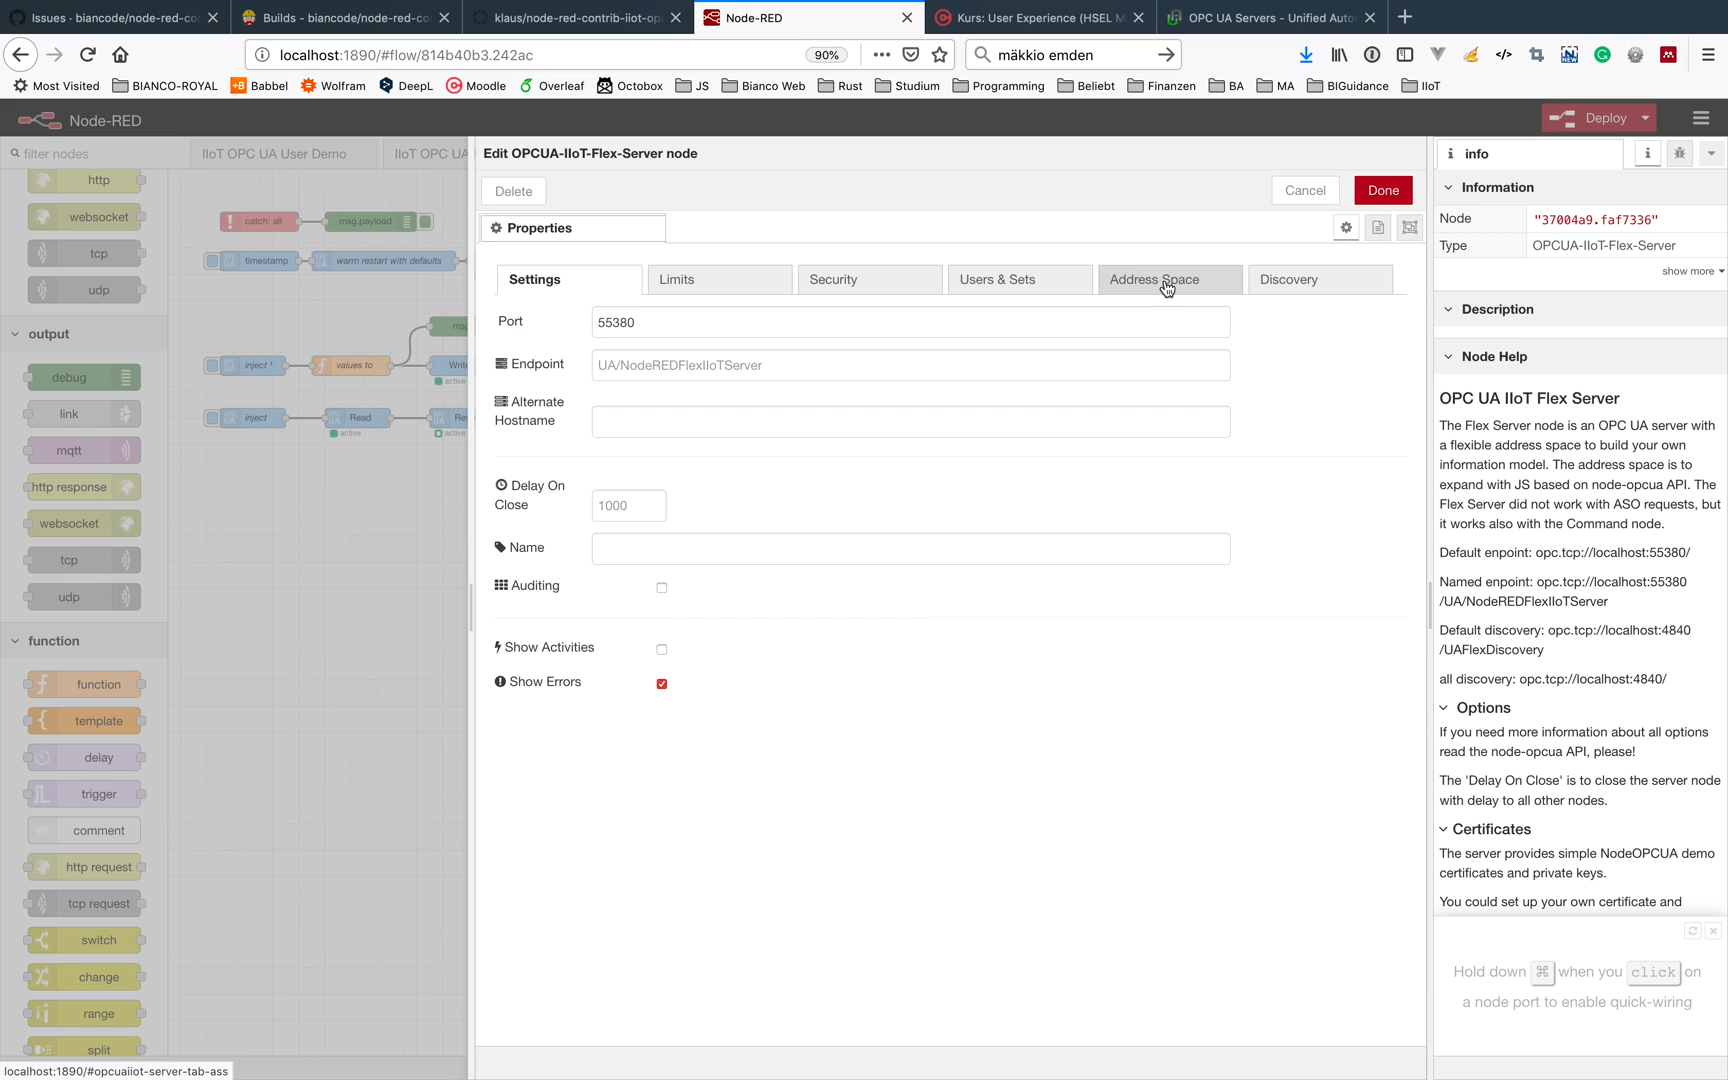 Issues · biancode/node-red-co
Builds - biancode/node-red-co
klaus/node-red-contrib-iiot-op
Node-RED
Kurs: User Experience (HSEL M
OPC UA Servers - Unified Autor
localhost:1890/#flow/814b40b3.242ac
90%
mäkkio emden
Most Visited
BIANCO-ROYAL
Babbel
Wolfram
DeepL
Moodle
Overleaf
Octobox
JS
Bianco Web
Rust
Studium
Programming
Beliebt
Finanzen
BA
MA
BIGuidance
IIoT
Node-RED
Deploy
filter nodes
IIoT OPC UA User Demo
IIoT OPC UA
http
websocket
tcp
udp
output
debug
link
mqtt
http response
websocket
tcp
udp
function
function
template
delay
trigger
comment
http request
tcp request
switch
change
range
split
catch: all
msg.payload
timestamp
warm restart with defaults
msg
inject '
values to
Write
active
inject
Read
Res
active
active
Edit OPCUA-IIoT-Flex-Server node
Delete
Cancel
Done
Properties
Settings
Limits
Security
Users & Sets
Address Space
Discovery
Port
55380
Endpoint
UA/NodeREDFlexIIoTServer
Alternate
Hostname
Delay On
Close
1000
Name
Auditing
Show Activities
Show Errors
info
Information
Node
"37004a9.faf7336"
Type
OPCUA-IIoT-Flex-Server
show more
Description
Node Help
OPC UA IIoT Flex Server
The Flex Server node is an OPC UA server with
a flexible address space to build your own
information model. The address space is to
expand with JS based on node-opcua API. The
Flex Server did not work with ASO requests, but
it works also with the Command node.
Default enpoint: opc.tcp://localhost:55380/
Named enpoint: opc.tcp://localhost:55380
/UA/NodeREDFlexIIoTServer
Default discovery: opc.tcp://localhost:4840
/UAFlexDiscovery
all discovery: opc.tcp://localhost:4840/
Options
If you need more information about all options
read the node-opcua API, please!
The 'Delay On Close' is to close the server node
with delay to all other nodes.
Certificates
The server provides simple NodeOPCUA demo
certificates and private keys.
You could set up your own certificate and
Hold down ⌘ when you click on
a node port to enable quick-wiring
localhost:1890/#opcuaiiot-server-tab-ass